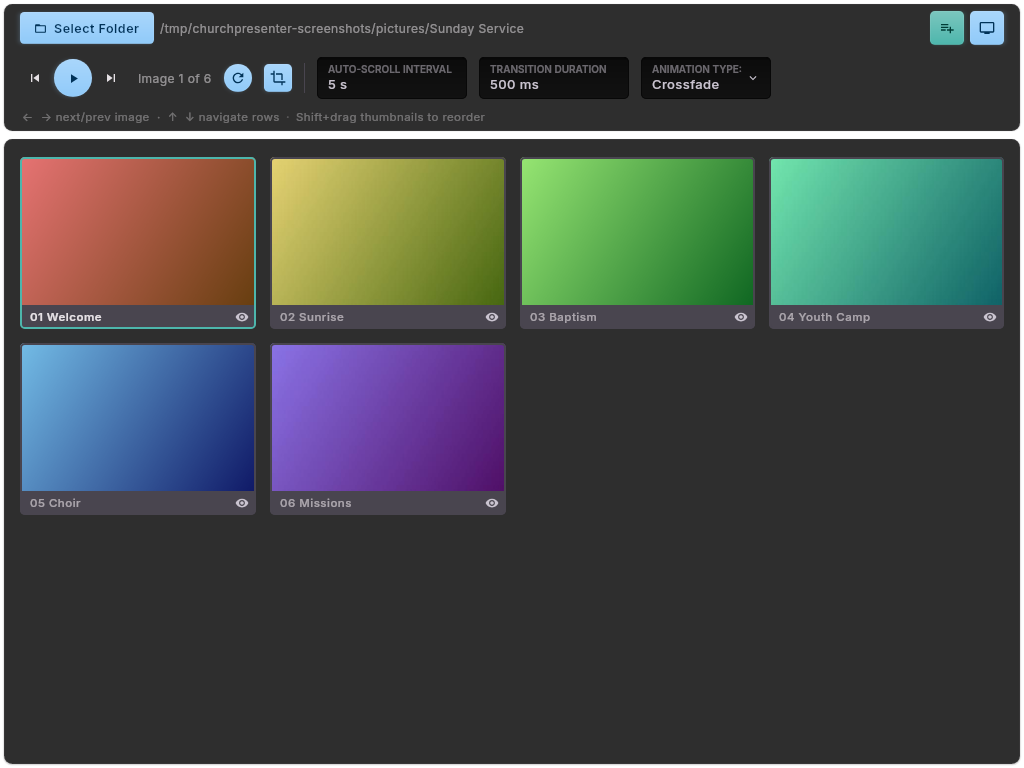 Select Folder /tmp/churchpresenter-screenshots/pictures/Sunday Service
Image 1 of 6
AUTO-SCROLL INTERVAL
5 s
TRANSITION DURATION
500 ms
ANIMATION TYPE:
Crossfade
← → next/prev image · ↑ ↓ navigate rows · Shift+drag thumbnails to reorder
01 Welcome
02 Sunrise
03 Baptism
04 Youth Camp
05 Choir
06 Missions